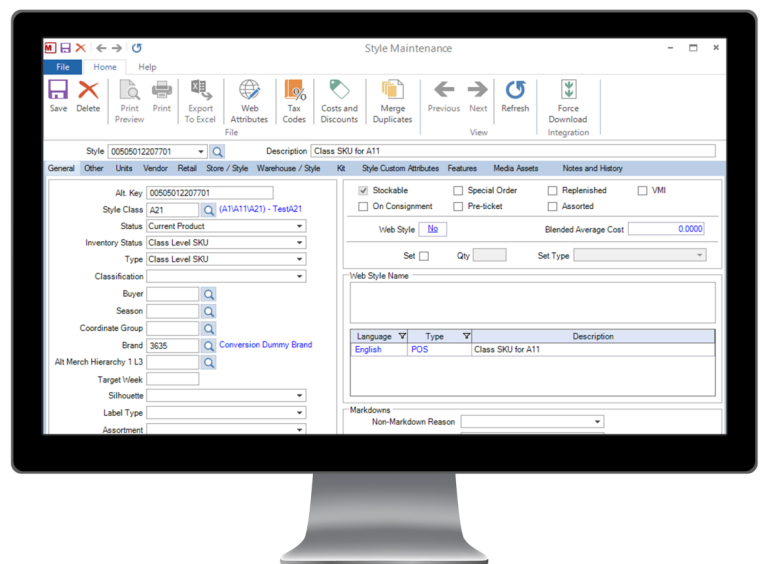 M
Style Maintenance
File Home Help
Save Delete Print Preview Print Export To Excel Web Attributes Tax Codes Costs and Discounts Merge Duplicates Previous Next Refresh Force Download
File View Integration
Style 00505012207701 Description Class SKU for A11
General Other Units Vendor Retail Store / Style Warehouse / Style Kit Style Custom Attributes Features Media Assets Notes and History
Alt. Key 00505012207701
Style Class A21 (A1\A11\A21) - TestA21
Status Current Product
Inventory Status Class Level SKU
Type Class Level SKU
Classification
Buyer
Season
Coordinate Group
Brand 3635 Conversion Dummy Brand
Alt Merch Hierarchy 1 L3
Target Week
Silhouette
Label Type
Assortment
Stockable Special Order Replenished VMI
On Consignment Pre-ticket Assorted
Web Style No Blended Average Cost 0.0000
Set Qty Set Type
Web Style Name
Language Type Description
English POS Class SKU for A11
Markdowns
Non-Markdown Reason